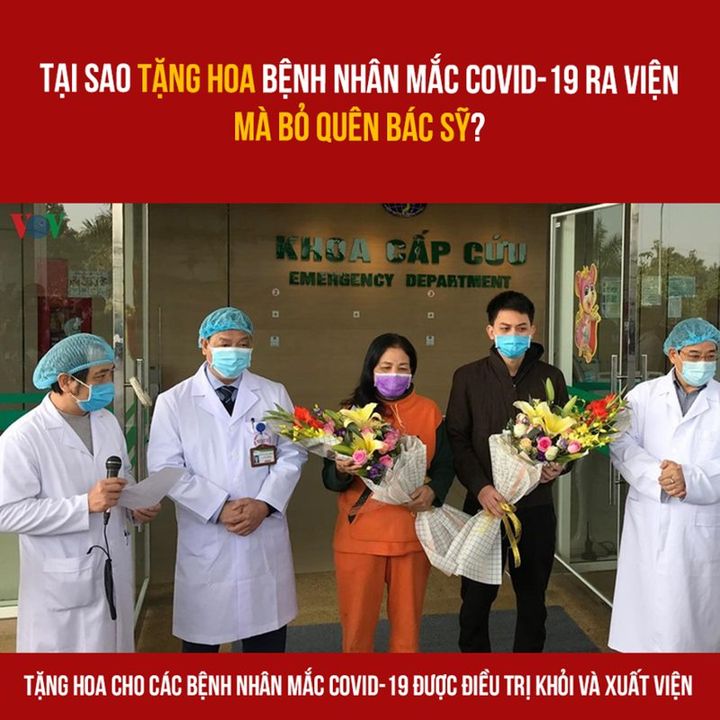 TẠI SAO TẶNG HOA BỆNH NHÂN MẮC COVID-19 RA VIỆN
MÀ BỎ QUÊN BÁC SỸ?
VOV
KHOA CẤP CỨU
EMERGENCY DEPARTMENT
TẶNG HOA CHO CÁC BỆNH NHÂN MẮC COVID-19 ĐƯỢC ĐIỀU TRỊ KHỎI VÀ XUẤT VIỆN